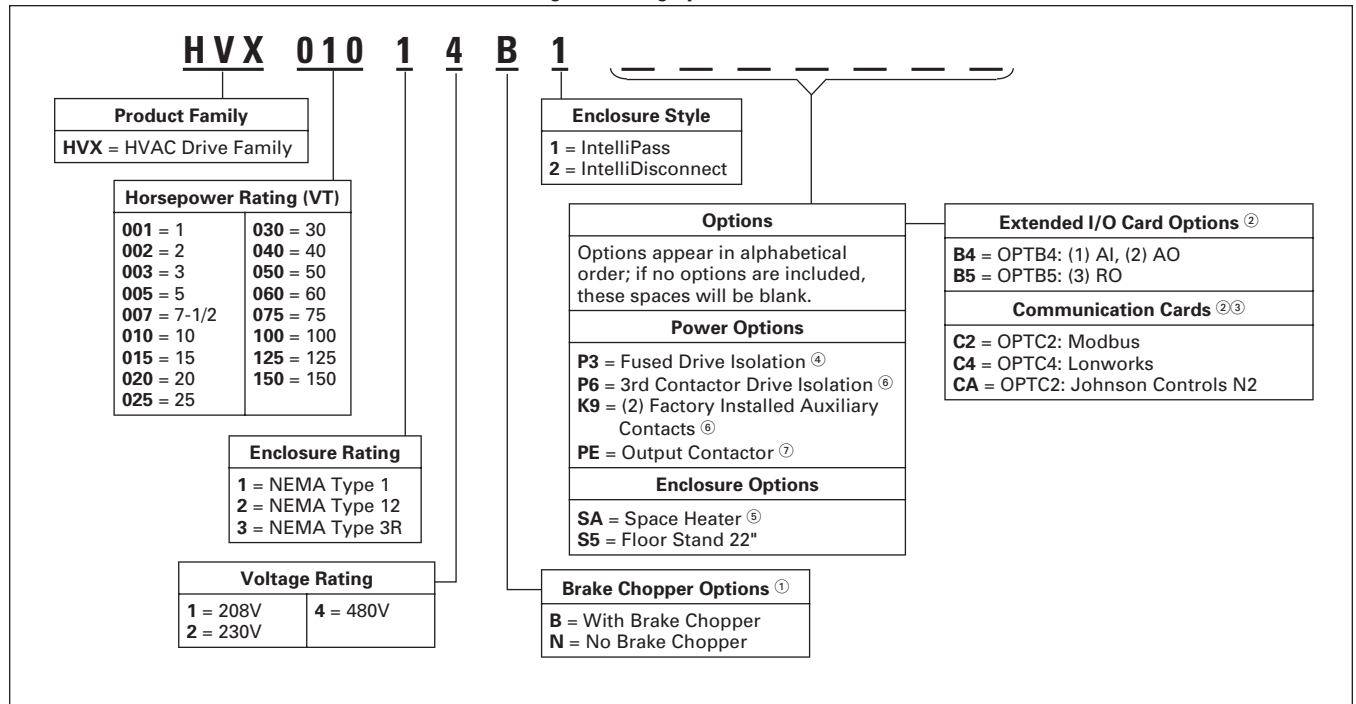 HVX 010 1 4 B 1 _ _ _ _ _ _ _
Product Family
HVX = HVAC Drive Family
Horsepower Rating (VT)
001 = 1
002 = 2
003 = 3
005 = 5
007 = 7-1/2
010 = 10
015 = 15
020 = 20
025 = 25
030 = 30
040 = 40
050 = 50
060 = 60
075 = 75
100 = 100
125 = 125
150 = 150
Enclosure Rating
1 = NEMA Type 1
2 = NEMA Type 12
3 = NEMA Type 3R
Voltage Rating
1 = 208V
2 = 230V
4 = 480V
Enclosure Style
1 = IntelliPass
2 = IntelliDisconnect
Options
Options appear in alphabetical
order; if no options are included,
these spaces will be blank.
Power Options
P3 = Fused Drive Isolation ④
P6 = 3rd Contactor Drive Isolation ⑥
K9 = (2) Factory Installed Auxiliary
Contacts ⑥
PE = Output Contactor ⑦
Enclosure Options
SA = Space Heater ⑤
S5 = Floor Stand 22"
Brake Chopper Options ①
B = With Brake Chopper
N = No Brake Chopper
Extended I/O Card Options ②
B4 = OPTB4: (1) AI, (2) AO
B5 = OPTB5: (3) RO
Communication Cards ②③
C2 = OPTC2: Modbus
C4 = OPTC4: Lonworks
CA = OPTC2: Johnson Controls N2